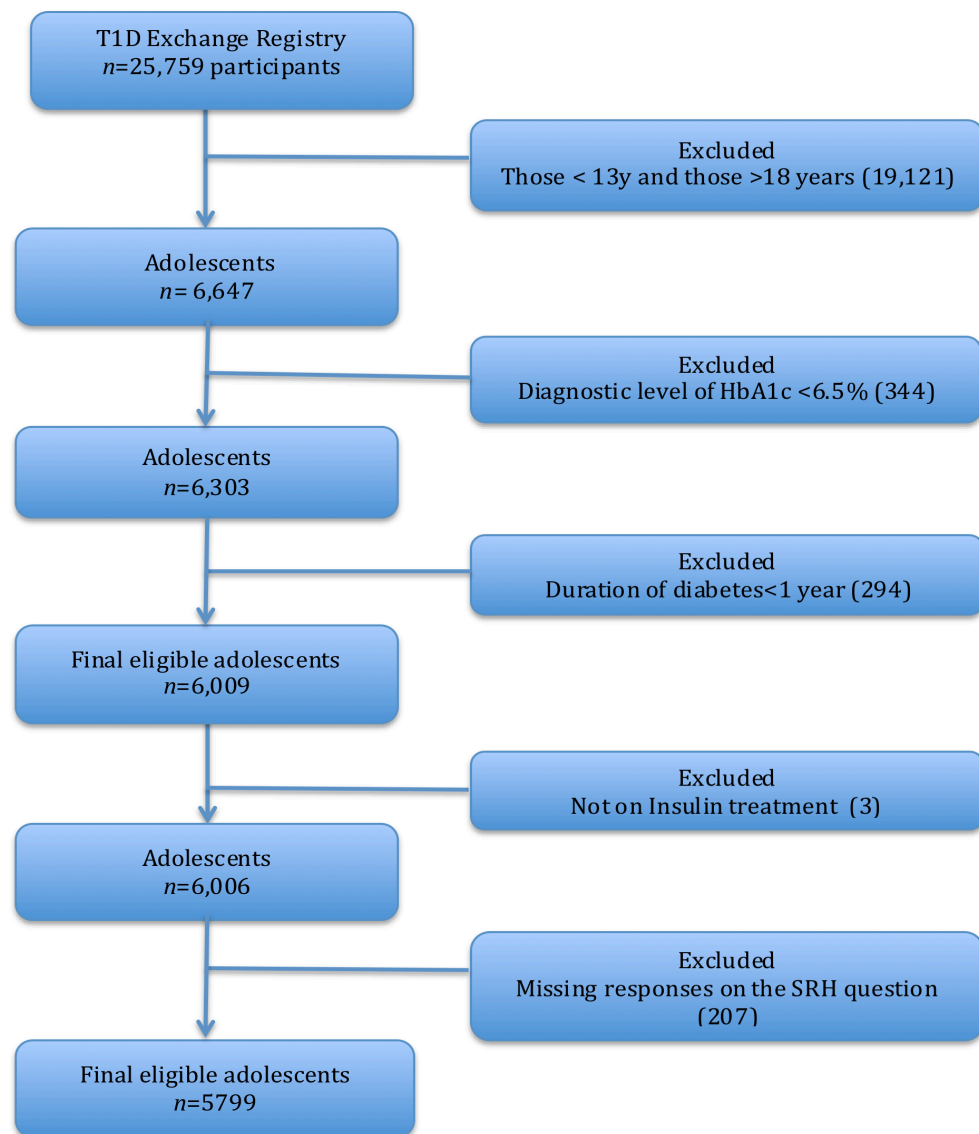 T1D Exchange Registry
n=25,759 participants
Excluded
Those < 13y and those >18 years (19,121)
Adolescents
n= 6,647
Excluded
Diagnostic level of HbA1c <6.5% (344)
Adolescents
n=6,303
Excluded
Duration of diabetes<1 year (294)
Final eligible adolescents
n=6,009
Excluded
Not on Insulin treatment (3)
Adolescents
n=6,006
Excluded
Missing responses on the SRH question
(207)
Final eligible adolescents
n=5799